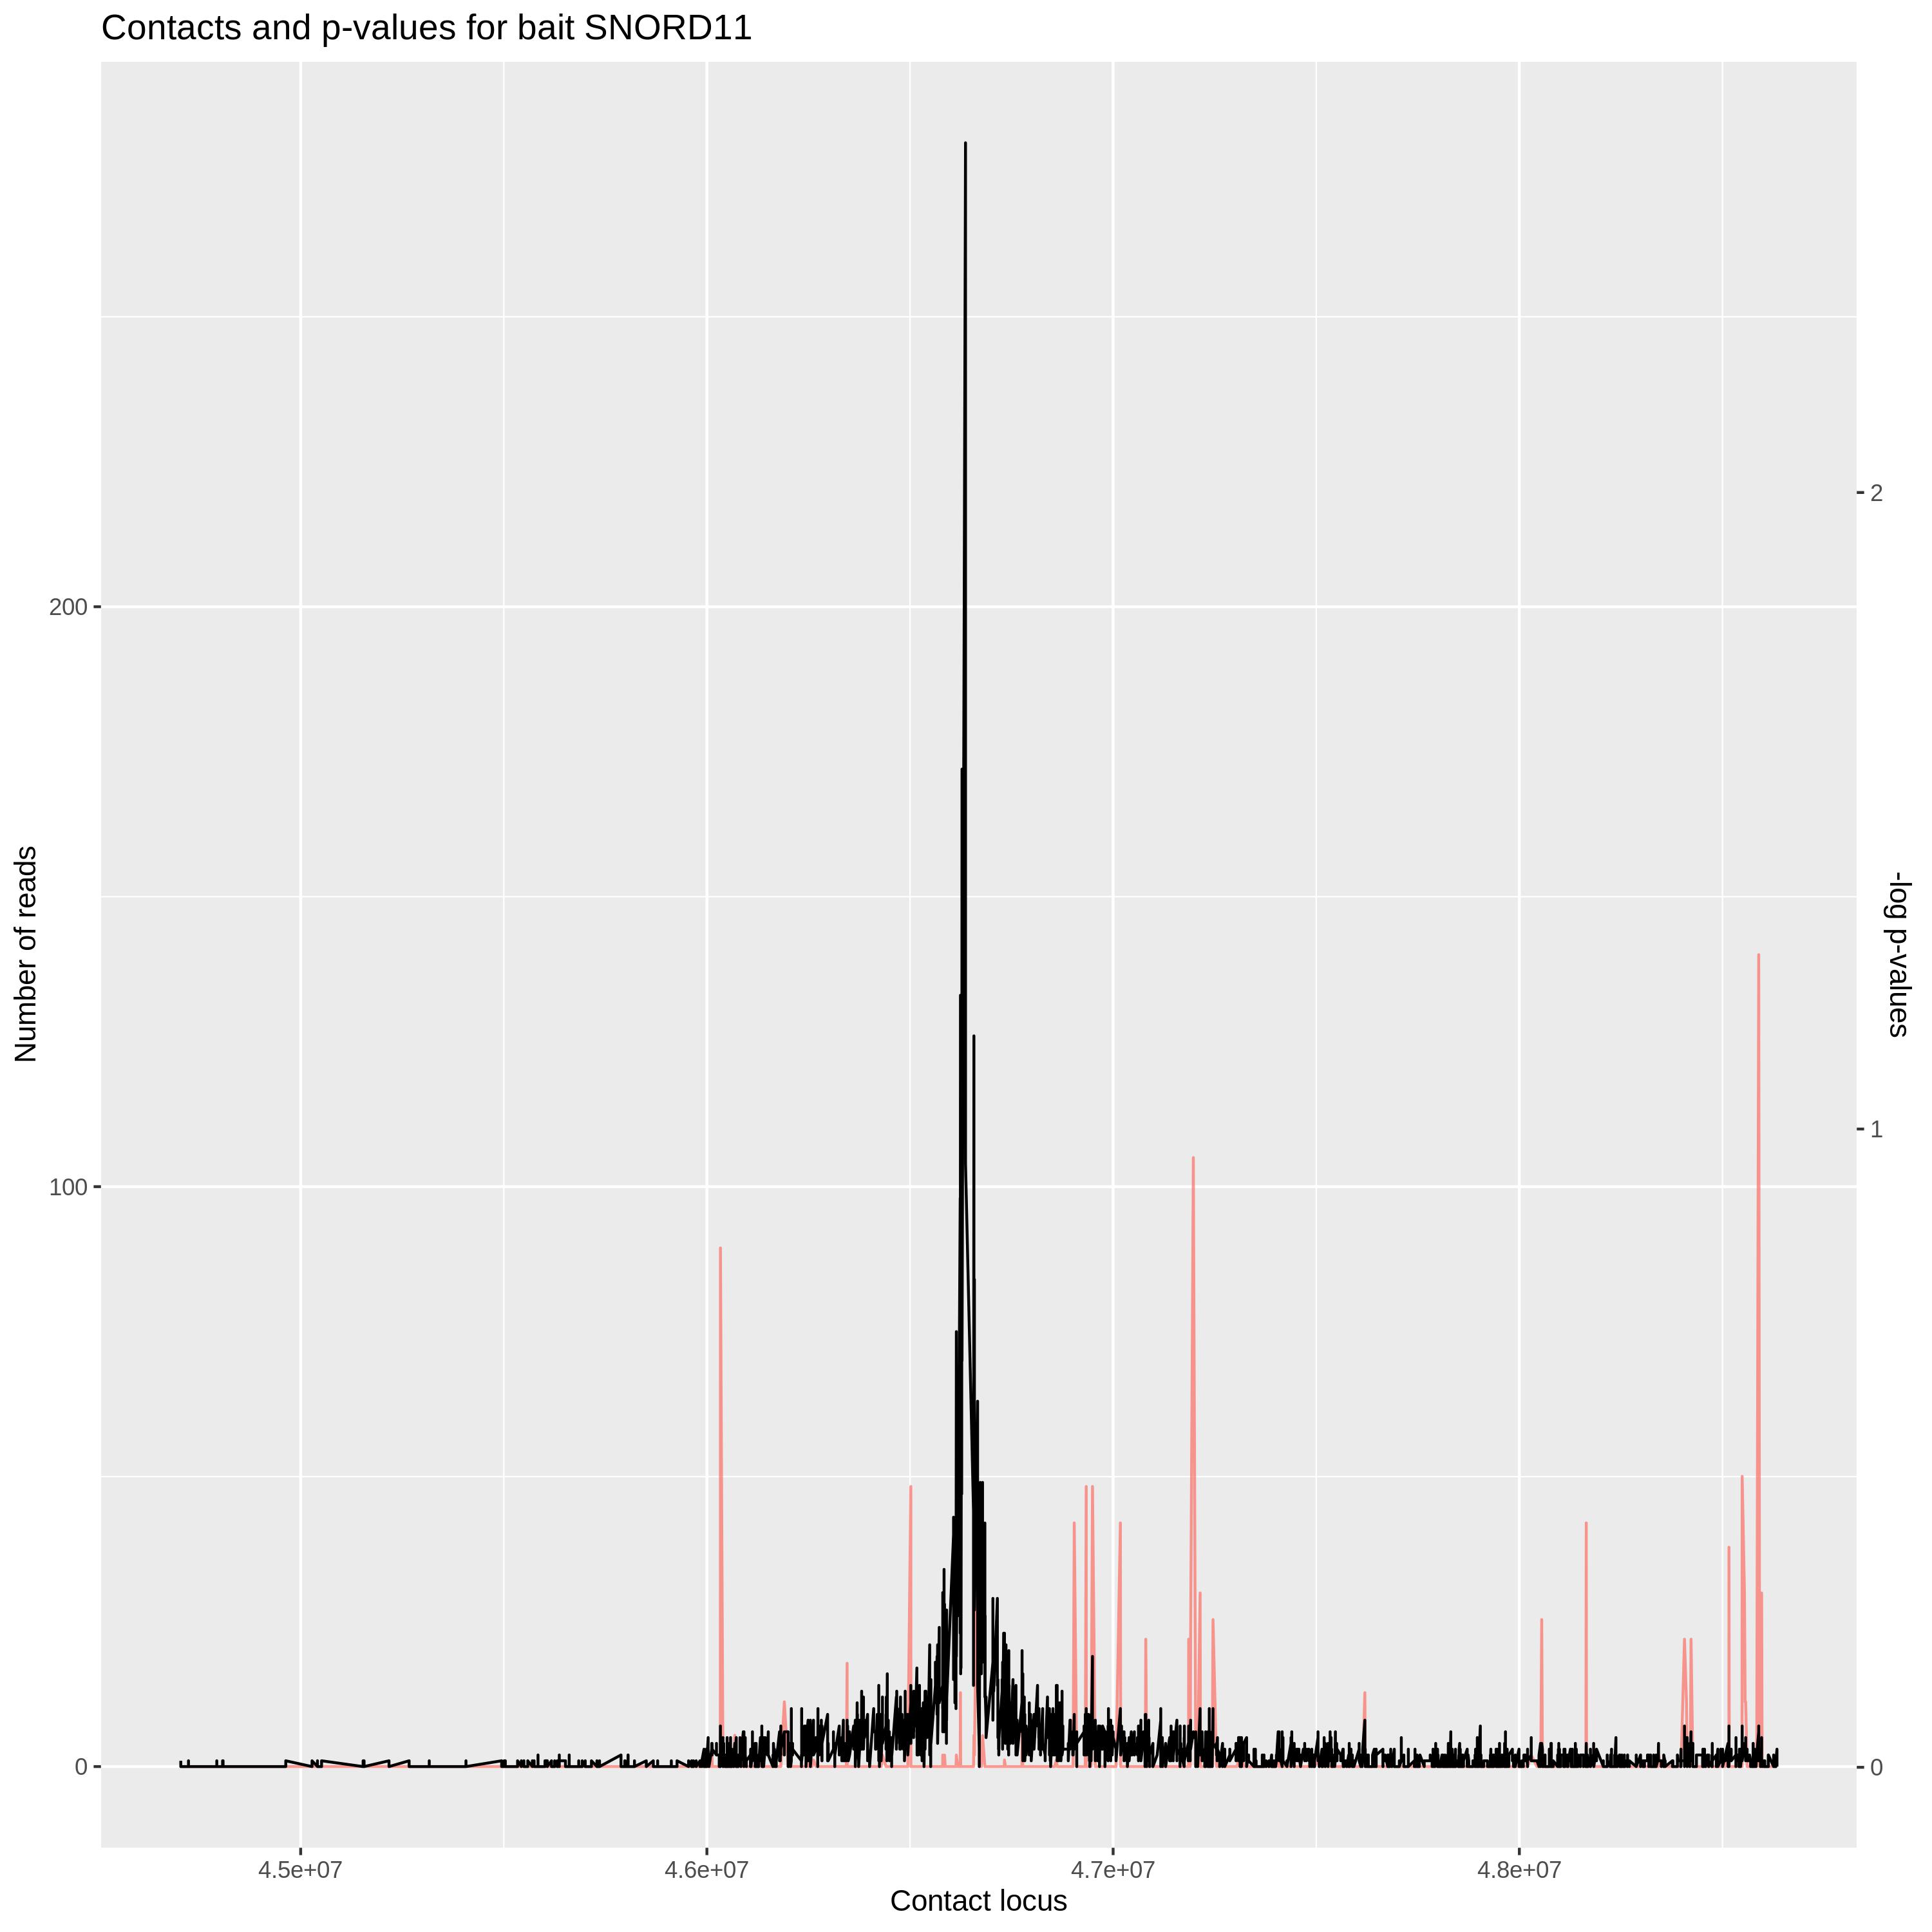 Contacts and p-values for bait SNORD11
200
100
0
Number of reads
2
1
0
-log p-values
4.5e+07 4.6e+07 4.7e+07 4.8e+07
Contact locus